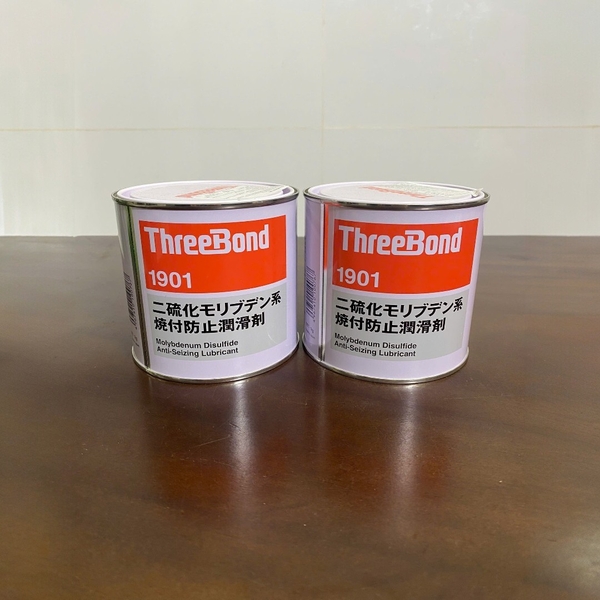 ThreeBond
1901
二硫化モリブデン系
焼付防止潤滑剤
Molybdenum Disulfide
Anti-Seizing Lubricant
ThreeBond
1901
二硫化モリブデン系
焼付防止潤滑剤
Molybdenum Disulfide
Anti-Seizing Lubricant